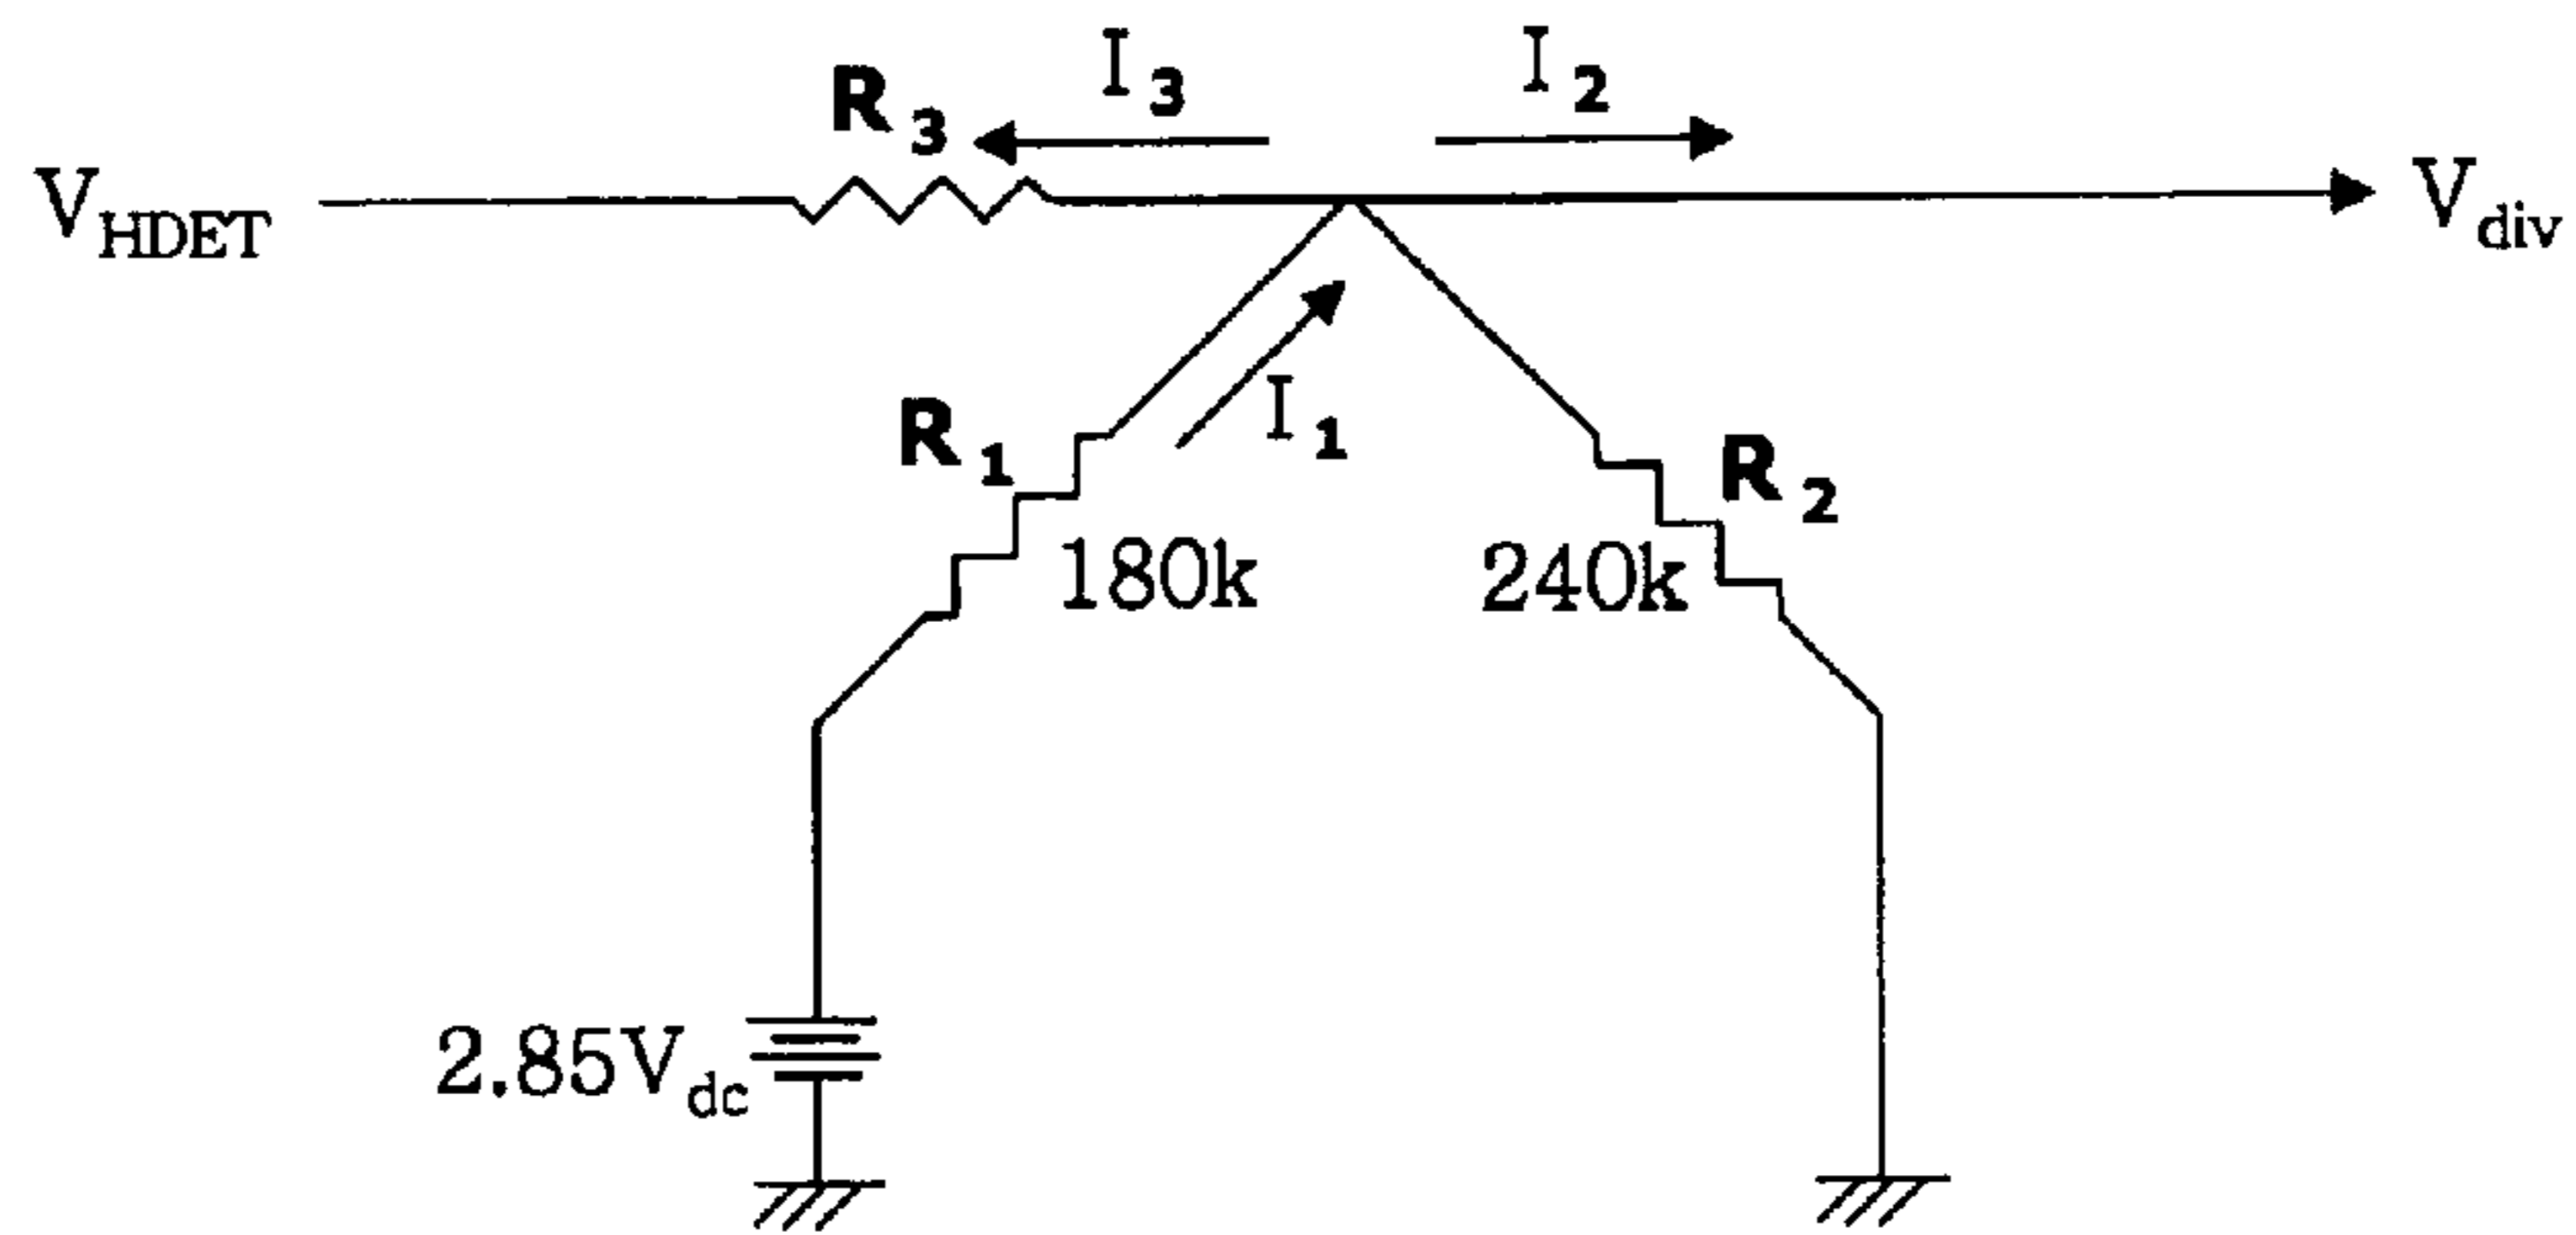 I3
I2
R3
VHDET
Vdiv
I1
R1
R2
180k
240k
2.85Vdc